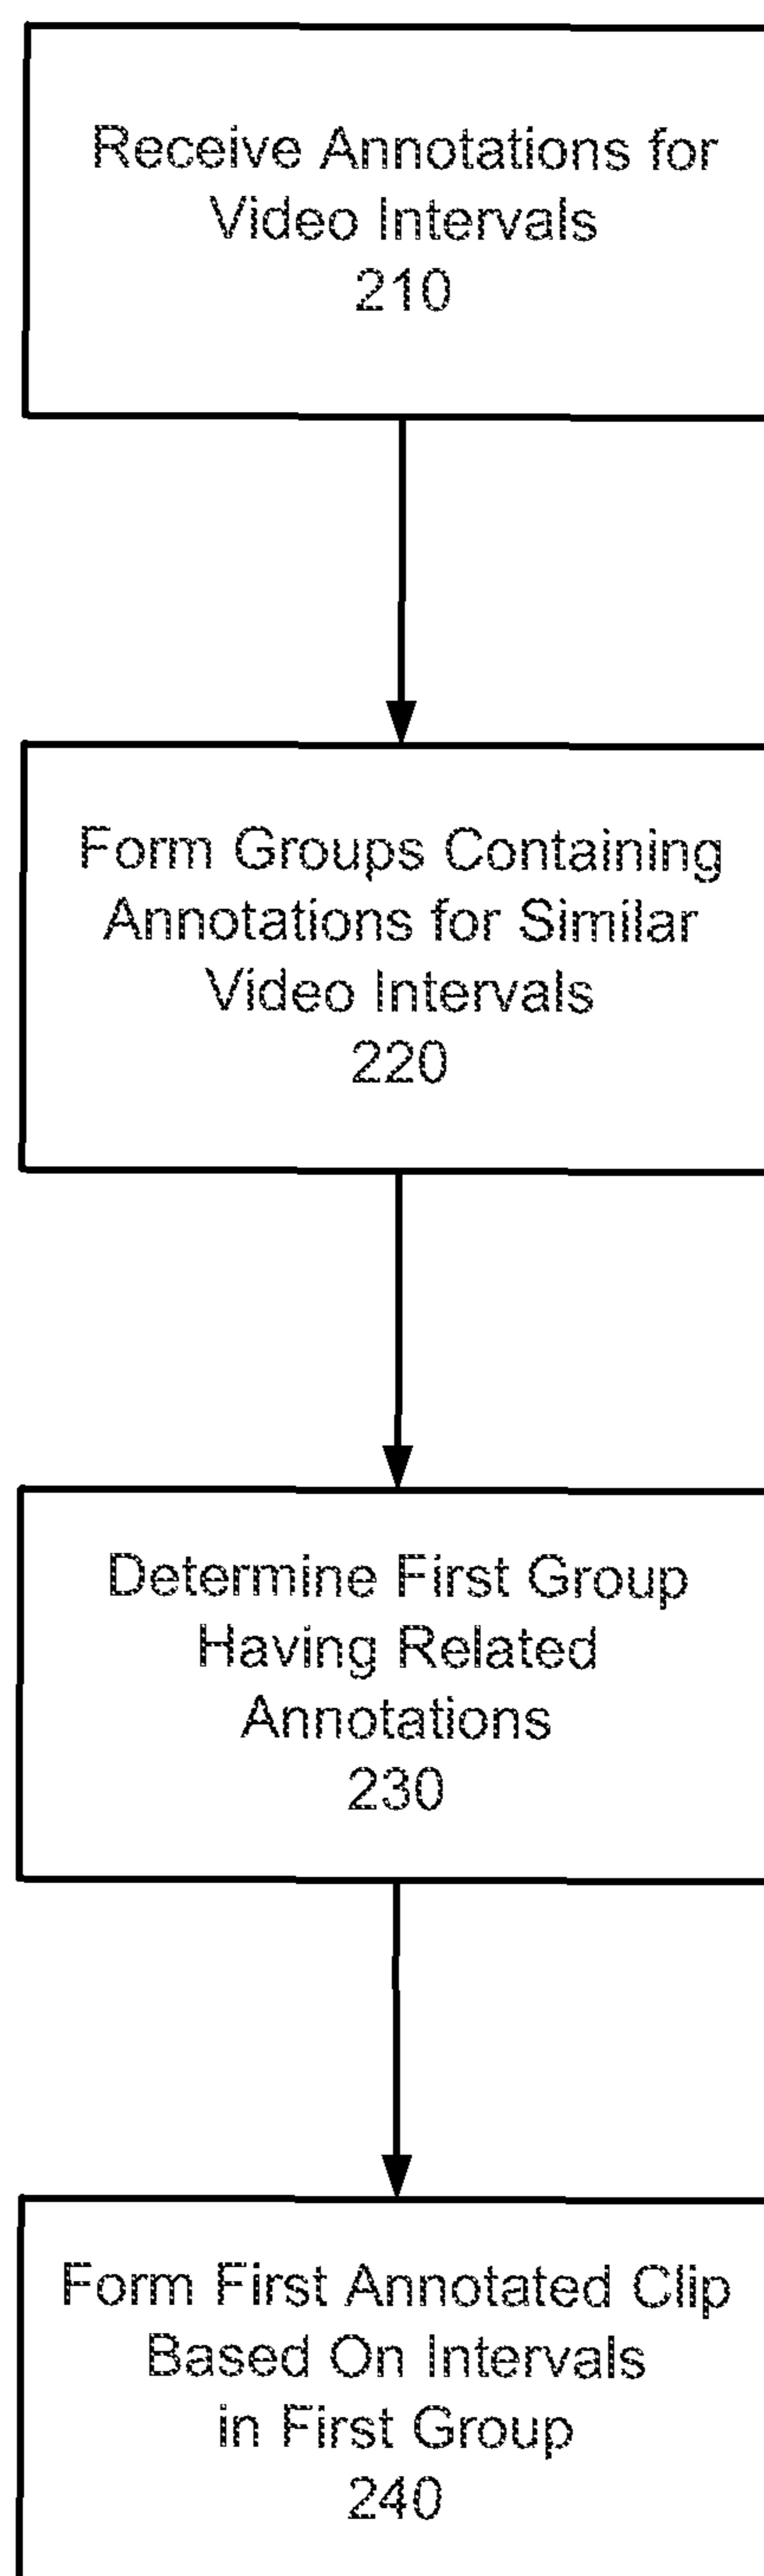 Receive Annotations for
Video Intervals
210
Form Groups Containing
Annotations for Similar
Video Intervals
220
Determine First Group
Having Related
Annotations
230
Form First Annotated Clip
Based On Intervals
in First Group
240